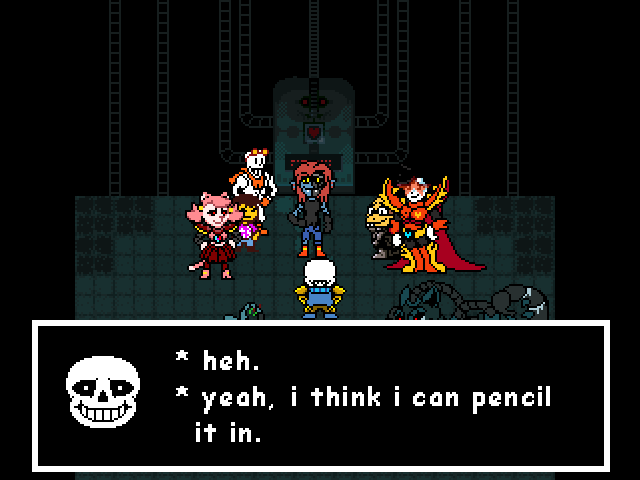 * heh.
* yeah, i think i can pencil
it in.